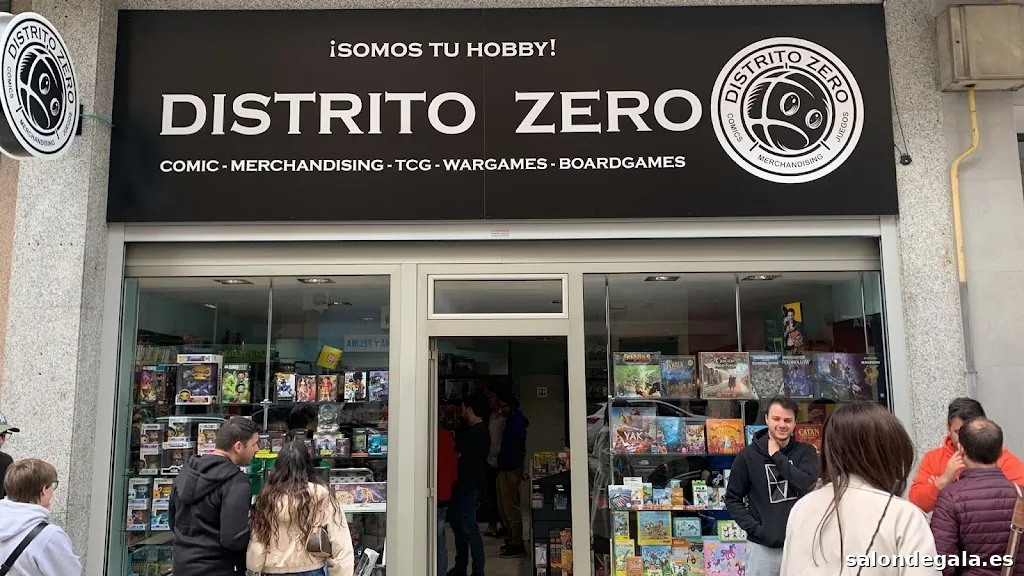 ¡SOMOS TU HOBBY!
DISTRITO ZERO
COMIC - MERCHANDISING - TCG - WARGAMES - BOARDGAMES
DISTRITO ZERO
COMICS
MERCHANDISING
JUEGOS
DISTRITO ZERO
COMICS
MERCHANDISING
CATAN
salondegala.es